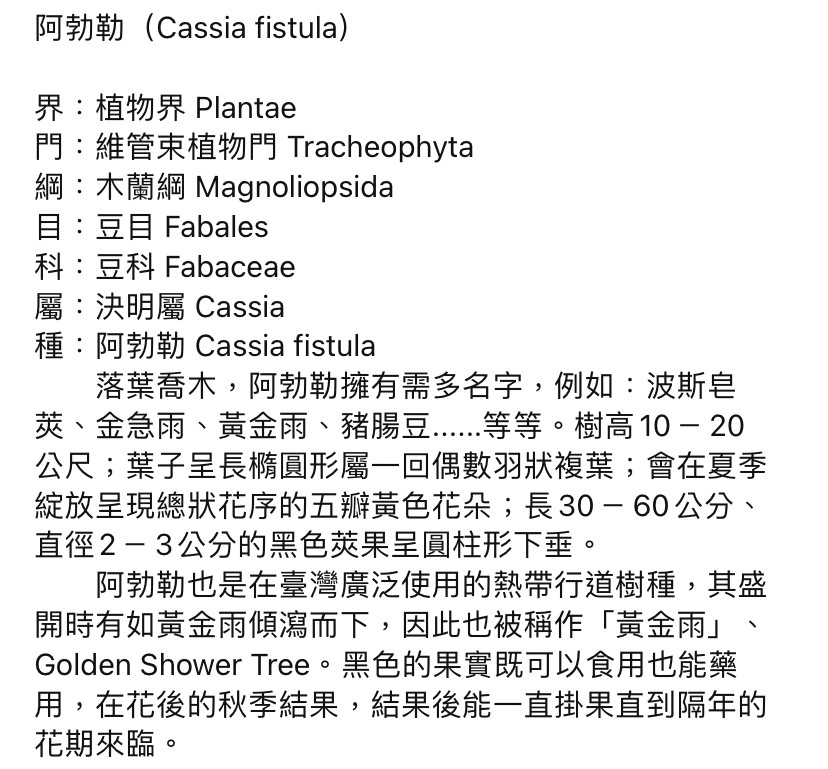 阿勃勒（Cassia fistula）
界：植物界 Plantae
門：維管束植物門 Tracheophyta
綱：木蘭綱 Magnoliopsida
目：豆目 Fabales
科：豆科 Fabaceae
屬：決明屬 Cassia
種：阿勃勒 Cassia fistula
落葉喬木，阿勃勒擁有需多名字，例如：波斯皂
莢、金急雨、黃金雨、豬腸豆……等等。樹高10－20
公尺；葉子呈長橢圓形屬一回偶數羽狀複葉；會在夏季
綻放呈現總狀花序的五瓣黃色花朵；長30－60公分、
直徑2－3公分的黑色莢果呈圓柱形下垂。
阿勃勒也是在臺灣廣泛使用的熱帶行道樹種，其盛
開時有如黃金雨傾瀉而下，因此也被稱作「黃金雨」、
Golden Shower Tree。黑色的果實既可以食用也能藥
用，在花後的秋季結果，結果後能一直掛果直到隔年的
花期來臨。